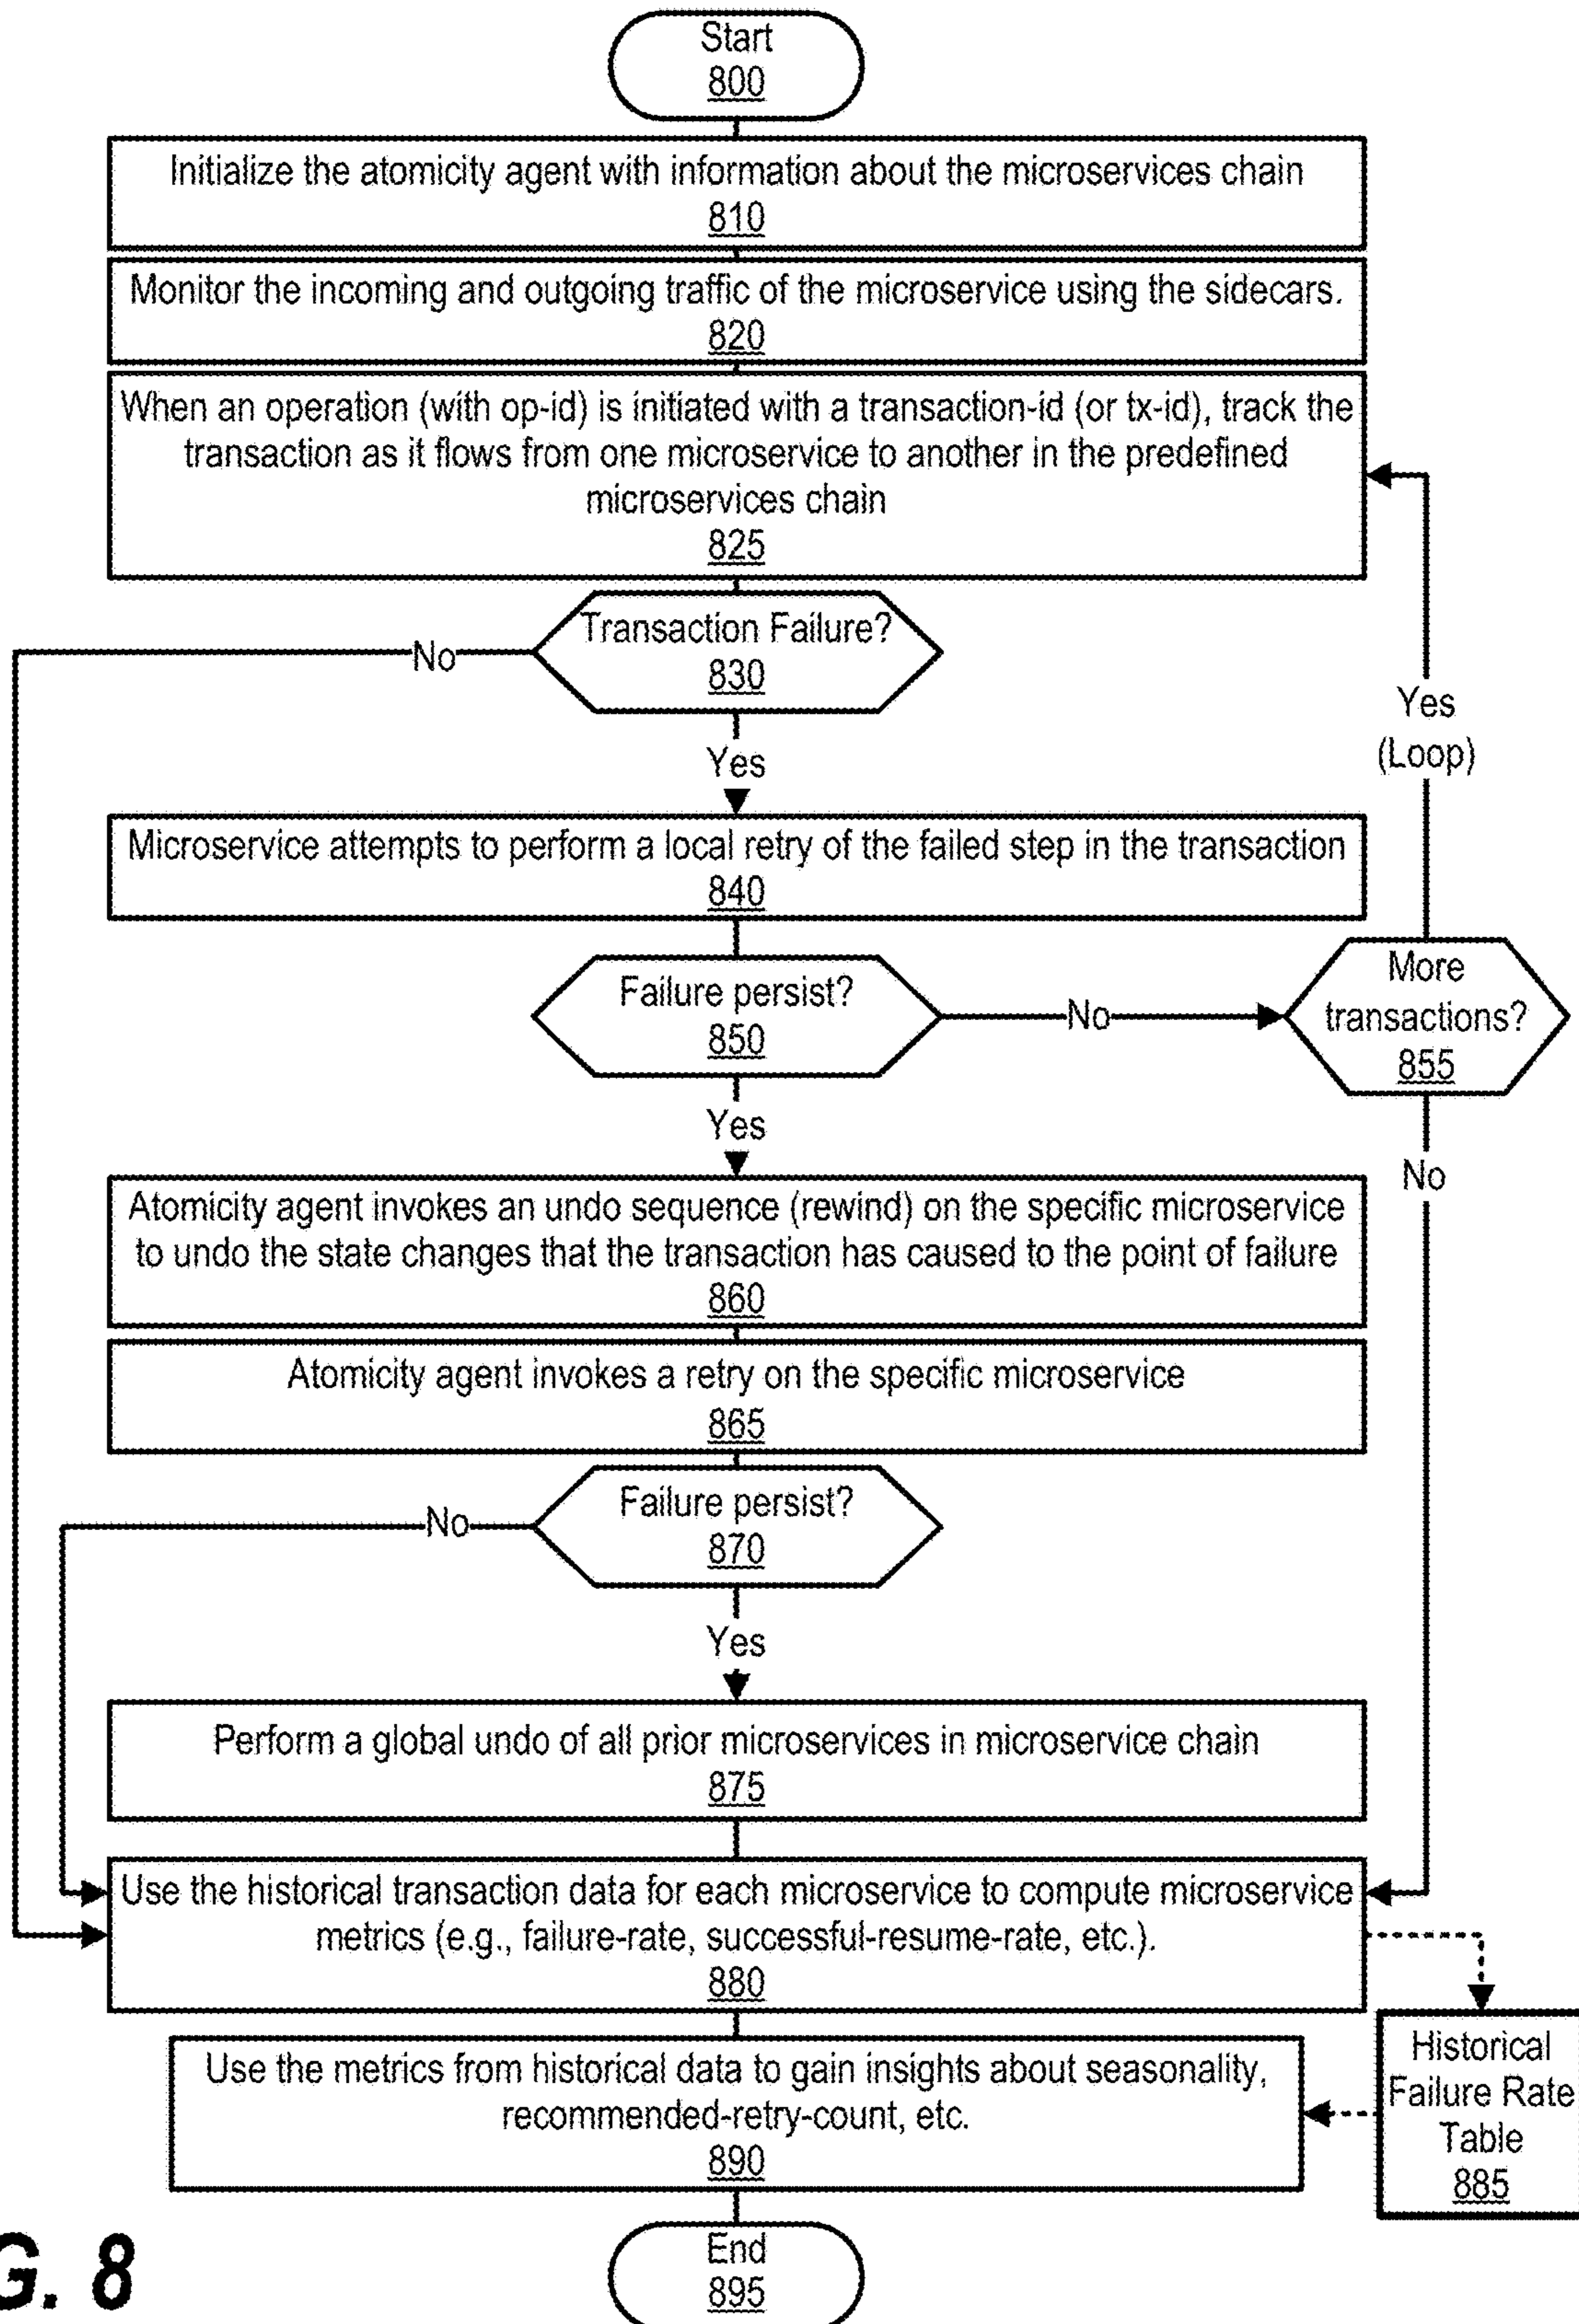 Start
800
Initialize the atomicity agent with information about the microservices chain
810
Monitor the incoming and outgoing traffic of the microservice using the sidecars.
820
When an operation (with op-id) is initiated with a transaction-id (or tx-id), track the
transaction as it flows from one microservice to another in the predefined
microservices chain
825
Transaction Failure?
830
No
Yes
Yes
(Loop)
Microservice attempts to perform a local retry of the failed step in the transaction
840
Failure persist?
850
No
More
transactions?
855
Yes
No
Atomicity agent invokes an undo sequence (rewind) on the specific microservice
to undo the state changes that the transaction has caused to the point of failure
860
Atomicity agent invokes a retry on the specific microservice
865
Failure persist?
870
No
Yes
Perform a global undo of all prior microservices in microservice chain
875
Use the historical transaction data for each microservice to compute microservice
metrics (e.g., failure-rate, successful-resume-rate, etc.).
880
Historical
Failure Rate
Table
885
Use the metrics from historical data to gain insights about seasonality,
recommended-retry-count, etc.
890
End
895
G. 8